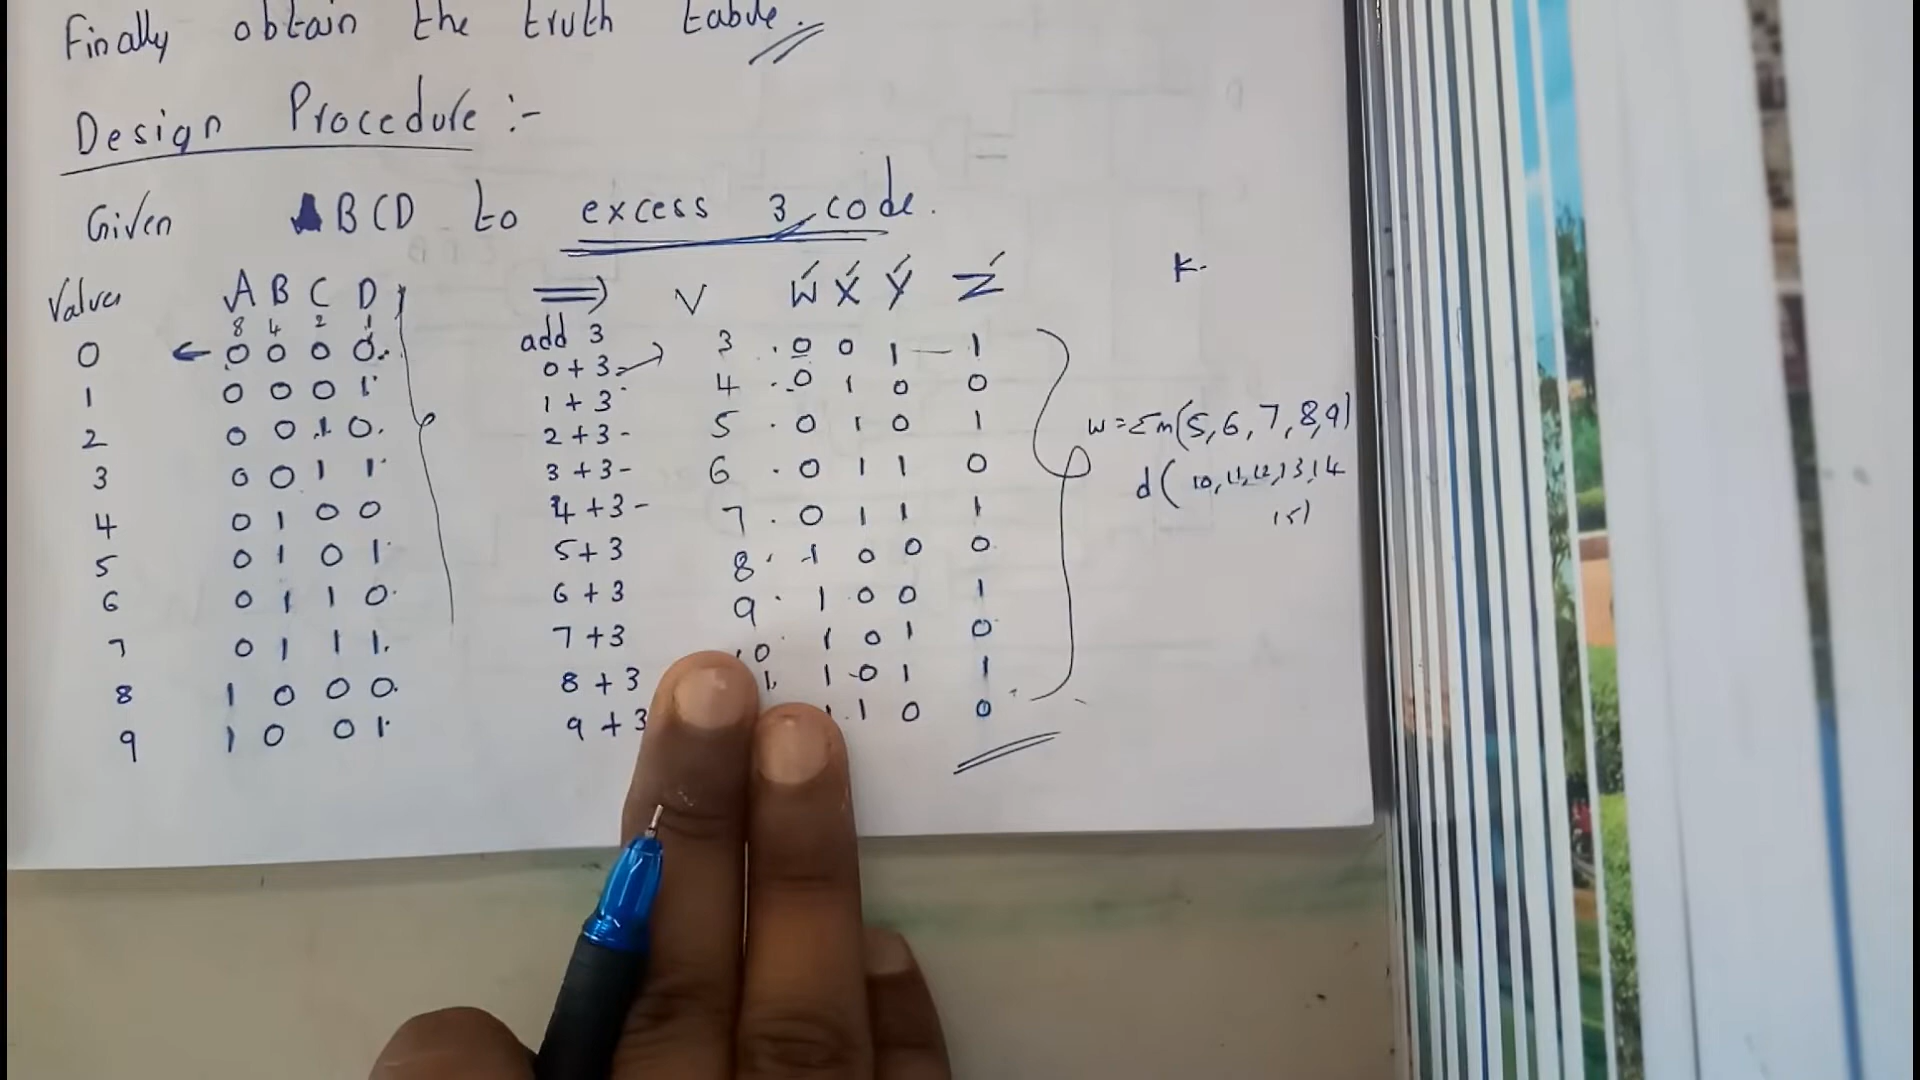 Finally obtain the truth table.
Design Procedure :-
Given BCD to excess 3 code.
Values A B C D ⇒ V W X Y Z K.
8 4 2 1
add 3
0 ← 0 0 0 0. 0 + 3 → 3 . 0 0 1 — 1
1 0 0 0 1 1 + 3 4 . 0 1 0 0
2 0 0 1 0. 2 + 3 - 5 . 0 1 0 1 w = Σm(5,6,7,8,9)
3 0 0 1 1 3 + 3 - 6 . 0 1 1 0 d ( 10,11,12,13,14
4 0 1 0 0 4 + 3 - 7 . 0 1 1 1 15)
5 0 1 0 1 5 + 3 8 . 1 0 0 0
6 0 1 1 0. 6 + 3 9 . 1 0 0 1
7 0 1 1 1. 7 + 3 10 1 0 1 0
8 1 0 0 0. 8 + 3 1 1 0 1 1
9 1 0 0 1. 9 + 3 1 1 0 0